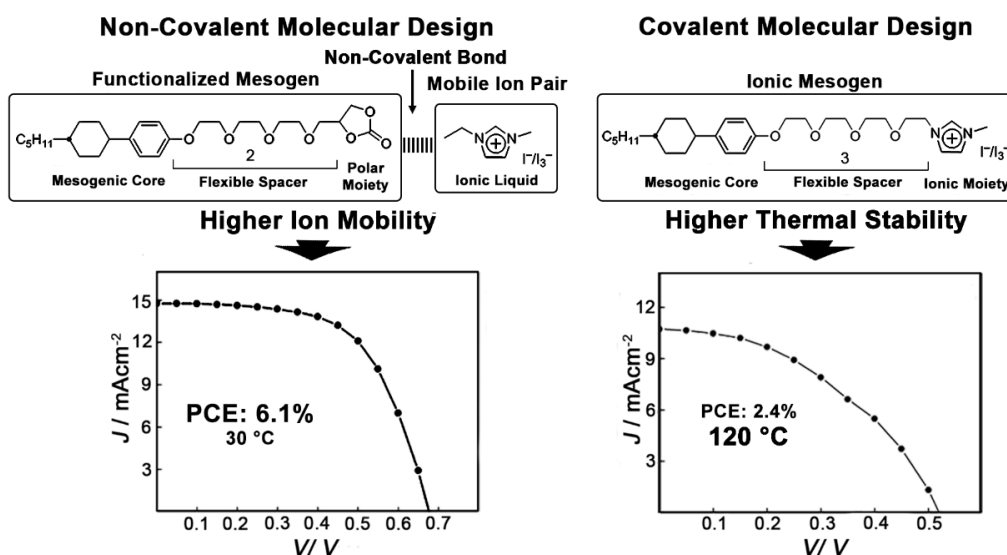 Non-Covalent Molecular Design
Non-Covalent Bond
Functionalized Mesogen
Mobile Ion Pair
C₅H₁₁
O
O
O
O
O
O
O
2
Mesogenic Core
Flexible Spacer
Polar
Moiety
N
N
+
I⁻/I₃⁻
Ionic Liquid
Higher Ion Mobility
15
12
9
6
3
J / mAcm⁻²
PCE: 6.1%
30 °C
0.1 0.2 0.3 0.4 0.5 0.6 0.7
V/ V
Covalent Molecular Design
Ionic Mesogen
C₅H₁₁
O
O
O
O
N
N
+
I⁻/I₃⁻
3
Mesogenic Core
Flexible Spacer
Ionic Moiety
Higher Thermal Stability
12
9
6
3
J / mAcm⁻²
PCE: 2.4%
120 °C
0.1 0.2 0.3 0.4 0.5
V/ V